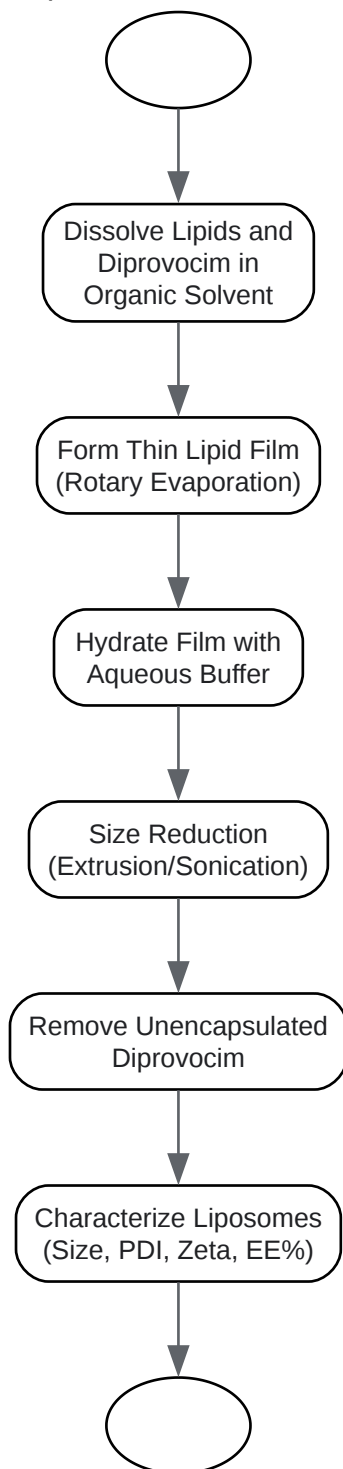 Dissolve Lipids and
Diprovocim in
Organic Solvent
Form Thin Lipid Film
(Rotary Evaporation)
Hydrate Film with
Aqueous Buffer
Size Reduction
(Extrusion/Sonication)
Remove Unencapsulated
Diprovocim
Characterize Liposomes
(Size, PDI, Zeta, EE%)